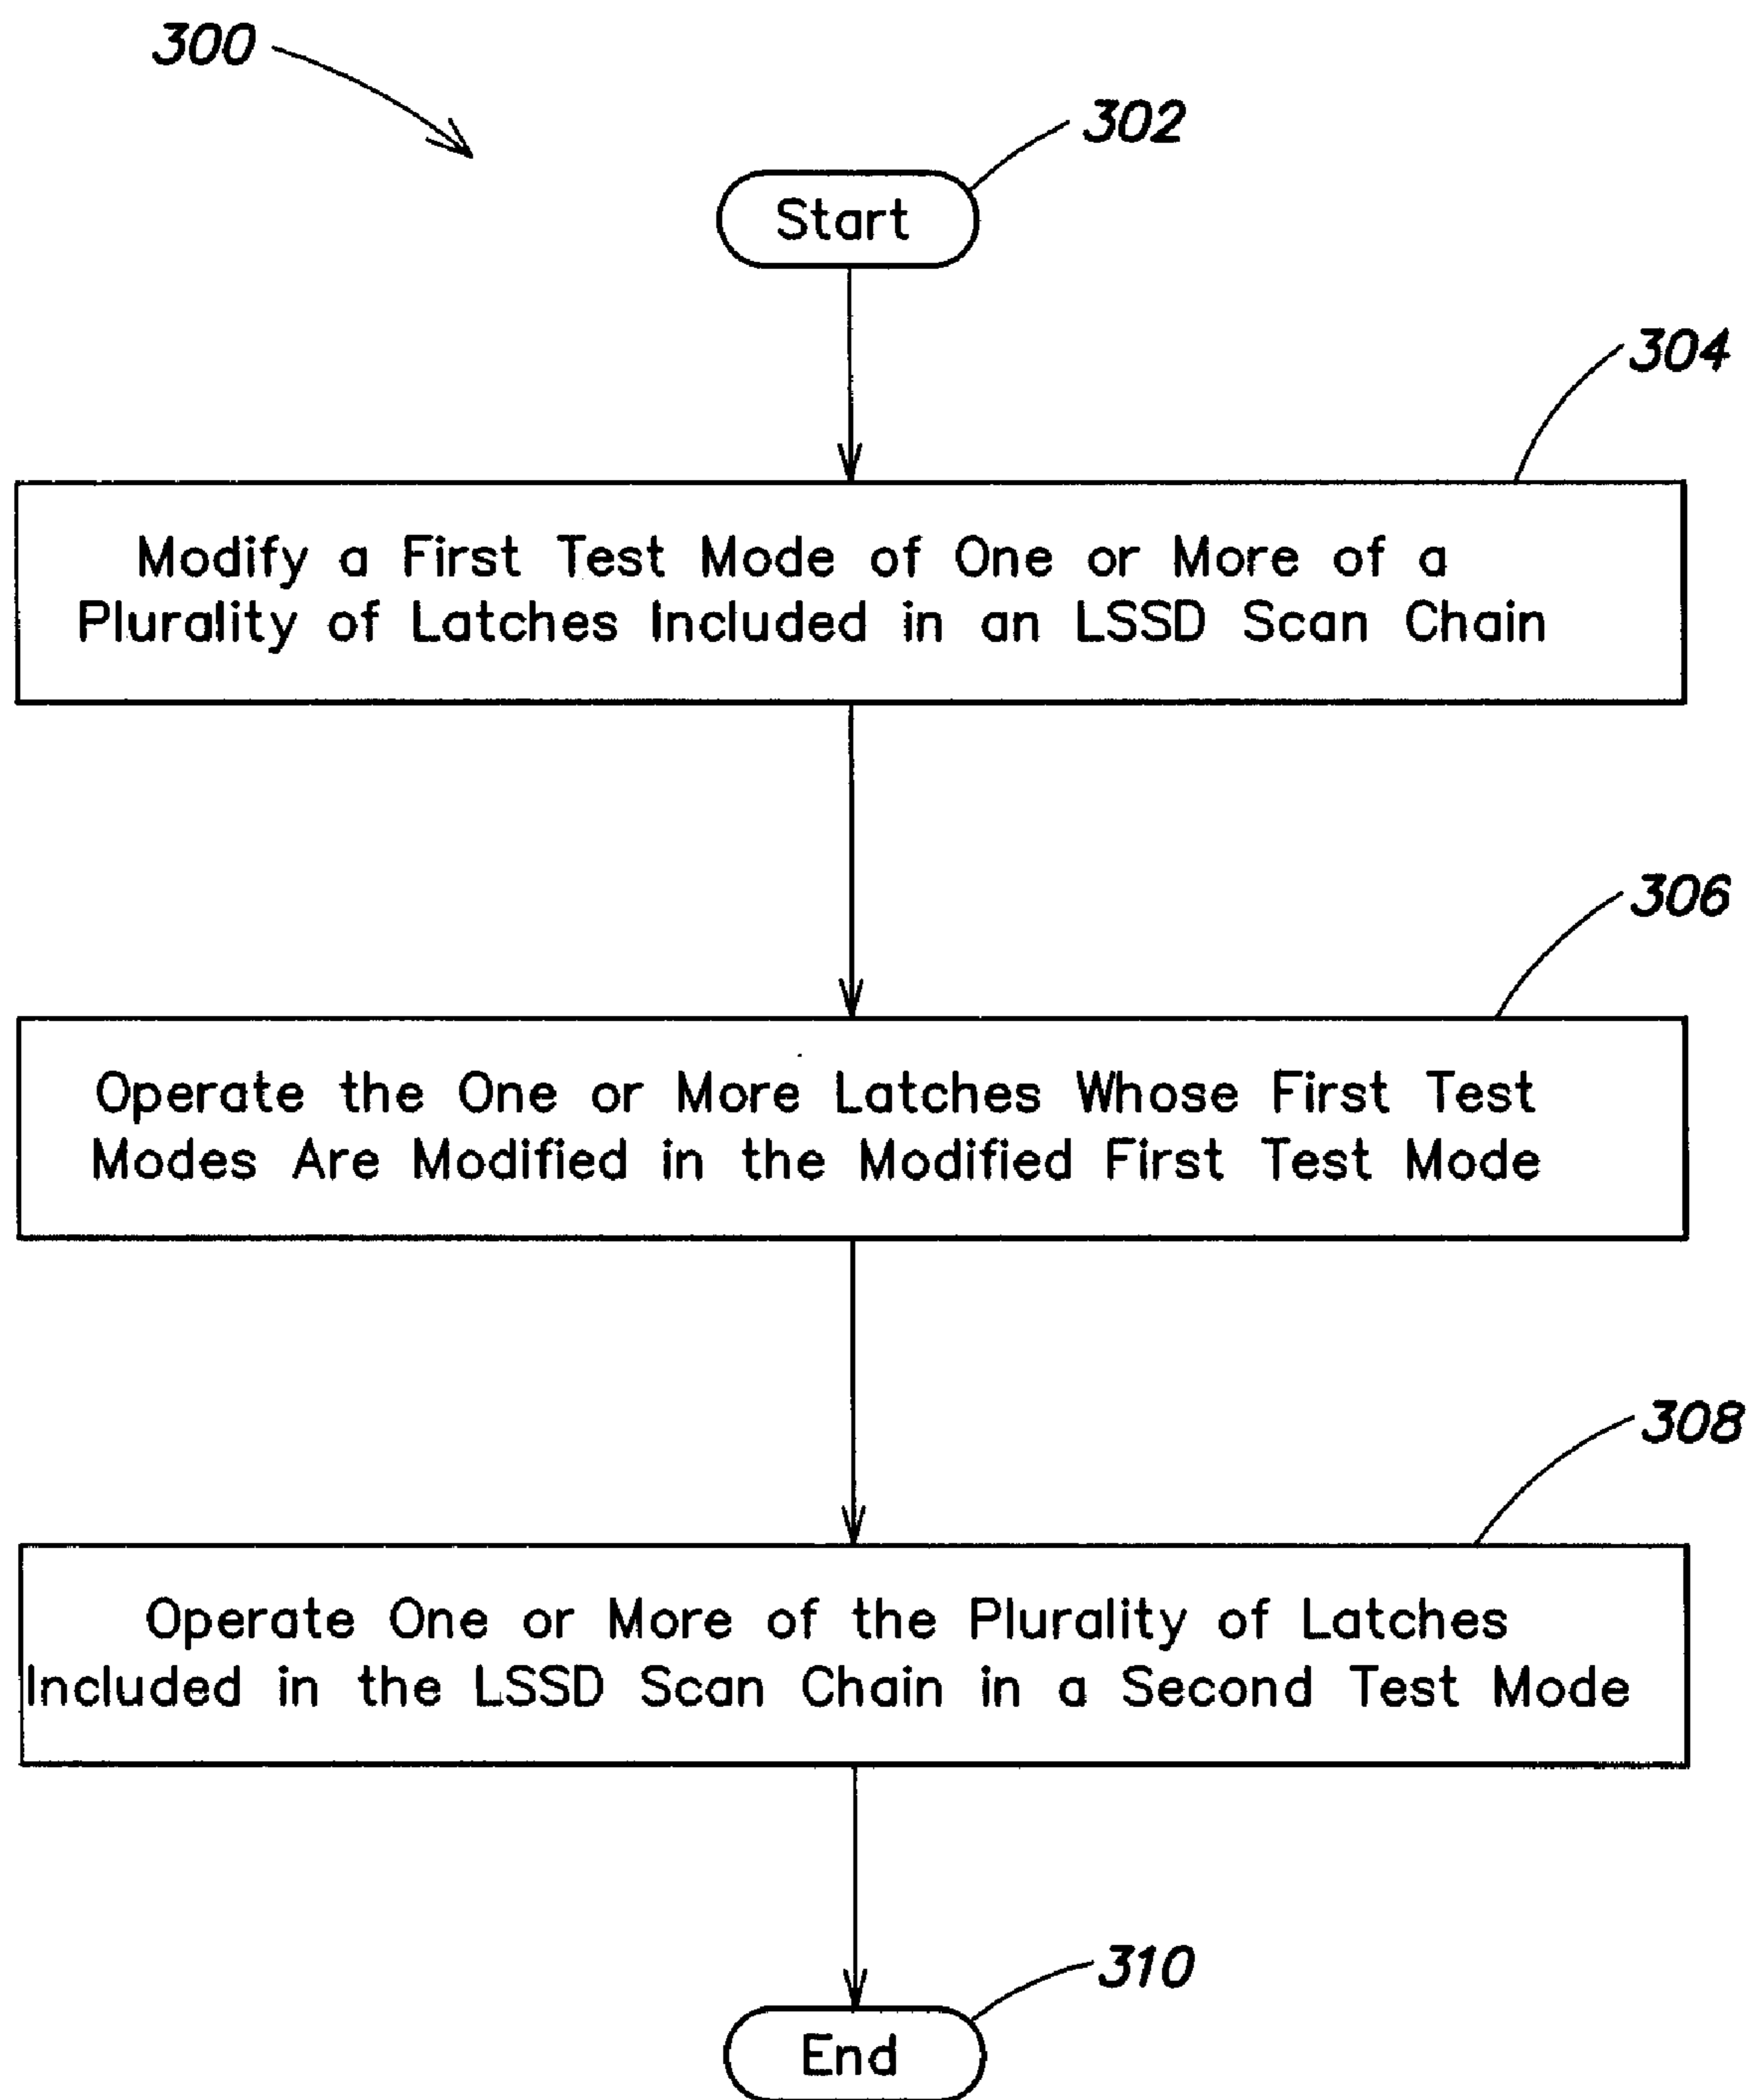 300
302
Start
304
Modify a First Test Mode of One or More of a
Plurality of Latches Included in an LSSD Scan Chain
306
Operate the One or More Latches Whose First Test
Modes Are Modified in the Modified First Test Mode
308
Operate One or More of the Plurality of Latches
Included in the LSSD Scan Chain in a Second Test Mode
310
End